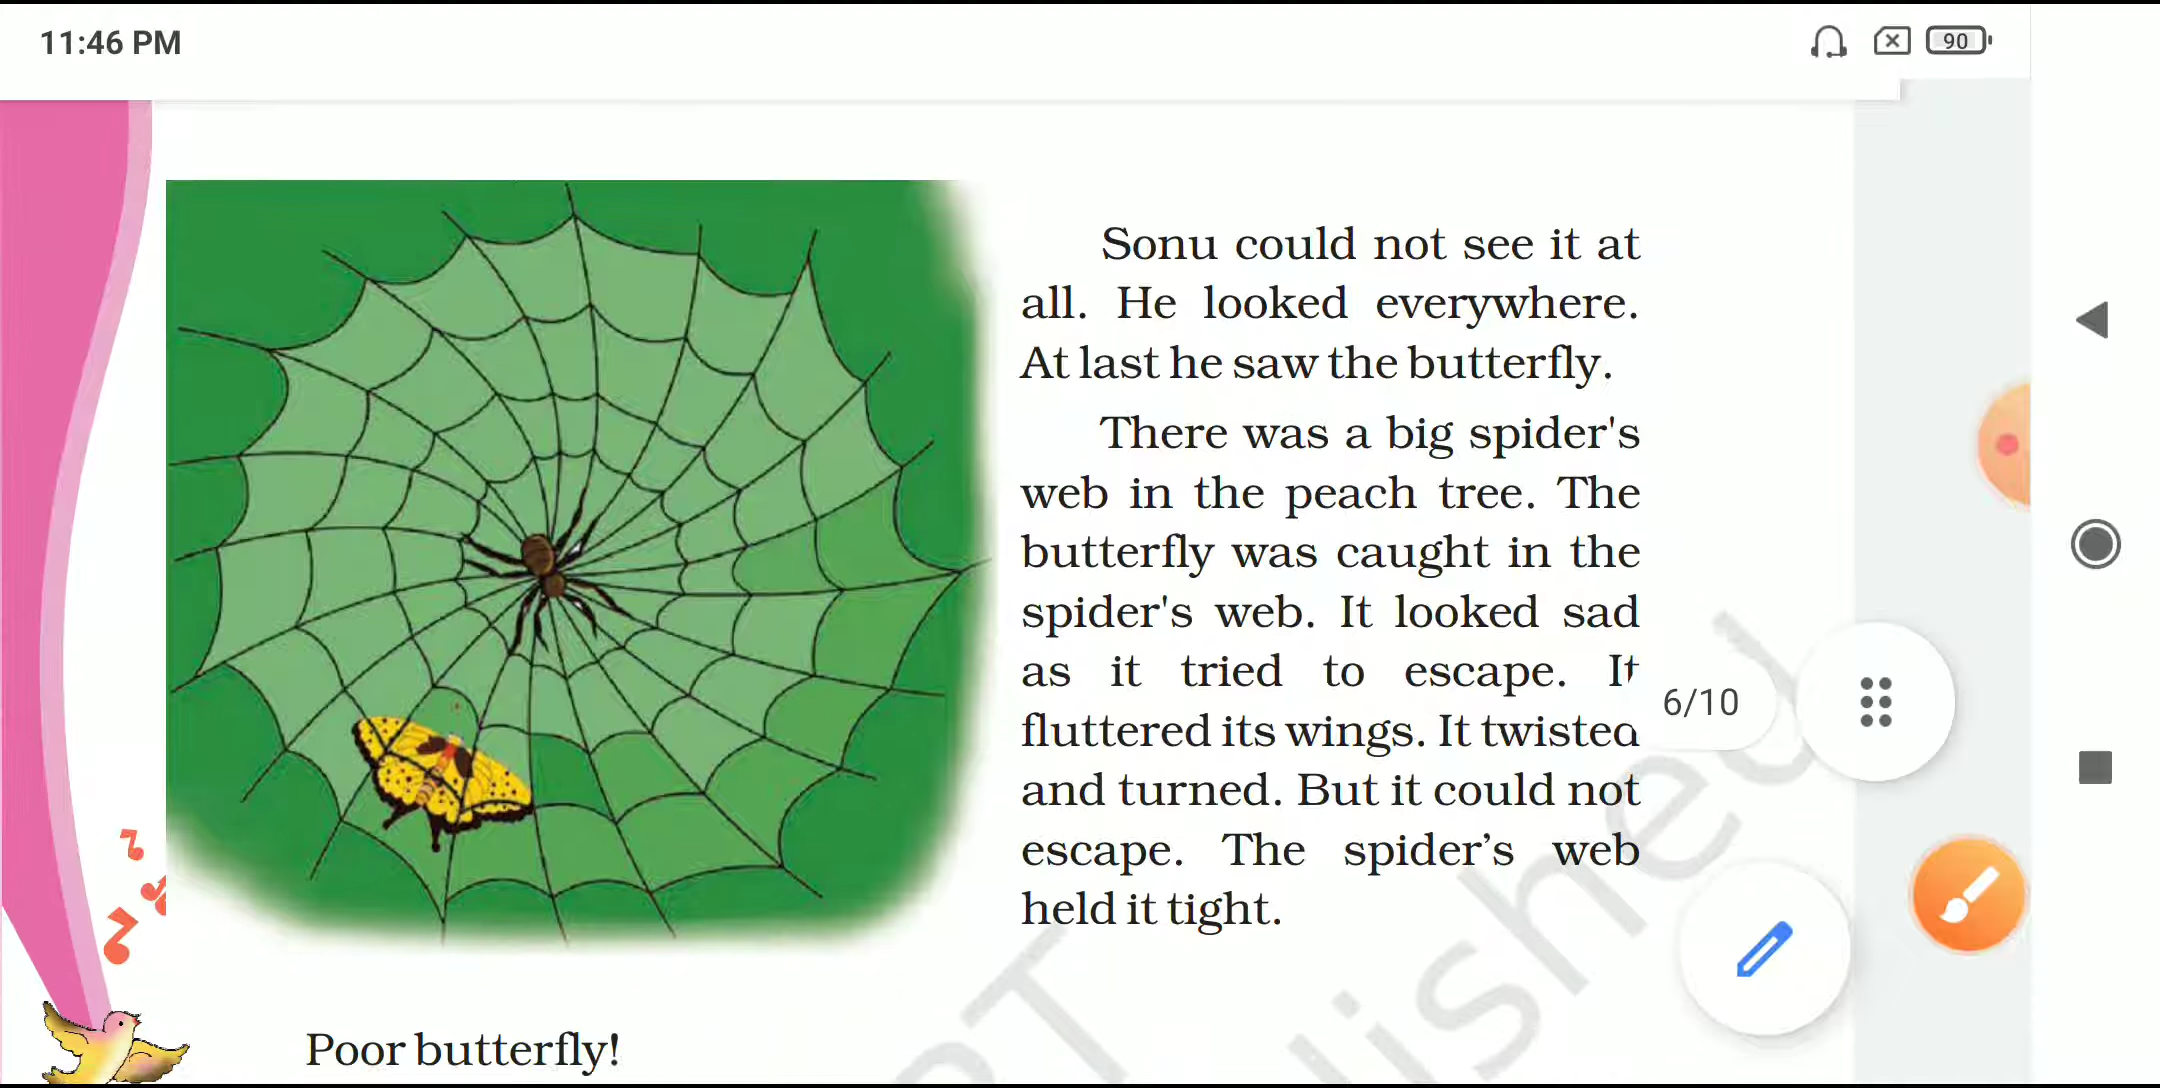 11:46 PM
90
Sonu could not see it at
all. He looked everywhere.
At last he saw the butterfly.
There was a big spider's
web in the peach tree. The
butterfly was caught in the
spider's web. It looked sad
as it tried to escape. It
6/10
fluttered its wings. It twisted
and turned. But it could not
escape. The spider’s web
held it tight.
Poor butterfly!